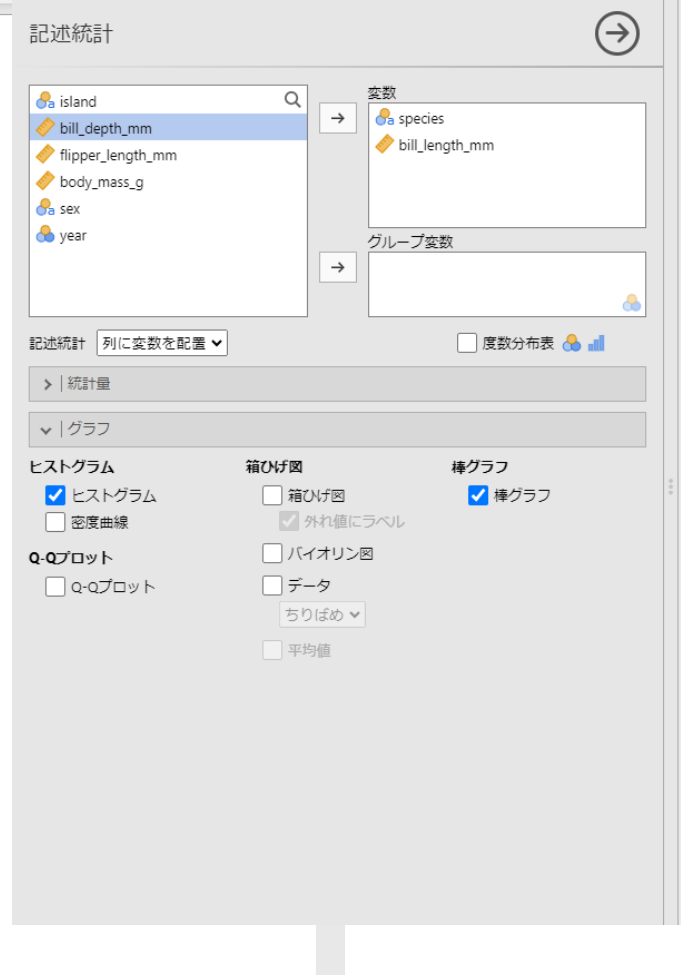 記述統計
island
bill_depth_mm
flipper_length_mm
body_mass_g
sex
year
変数
species
bill_length_mm
グループ変数
記述統計 列に変数を配置 度数分布表
統計量
グラフ
ヒストグラム
ヒストグラム
密度曲線
Q-Qプロット
Q-Qプロット
箱ひげ図
箱ひげ図
外れ値にラベル
バイオリン図
データ
ちりばめ
平均値
棒グラフ
棒グラフ